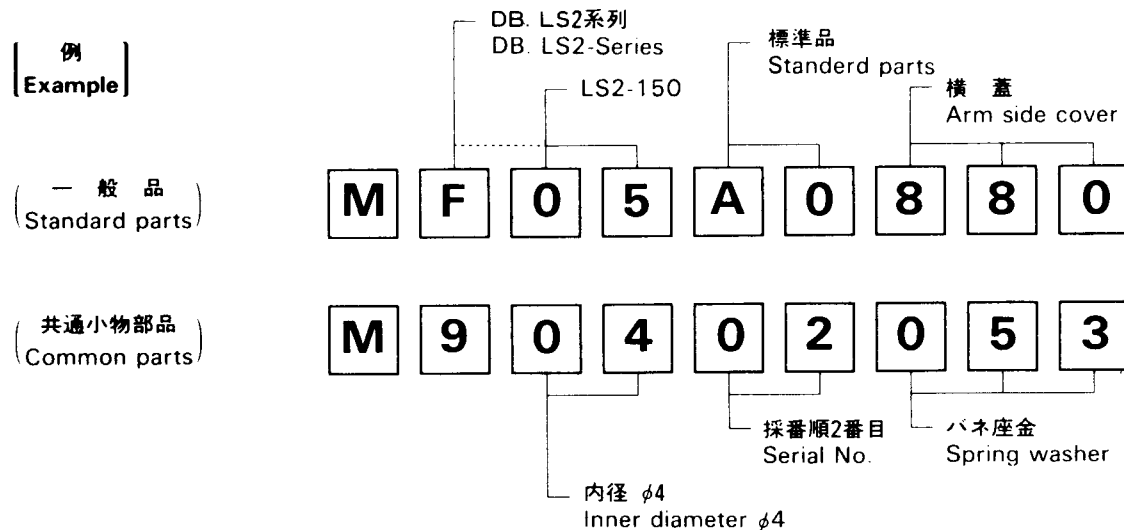 DB. LS2系列
DB. LS2-Series
例
Example
標準品
Standerd parts
LS2-150
横 蓋
Arm side cover
一 般 品
Standard parts
M F 0 5 A 0 8 8 0
共通小物部品
Common parts
M 9 0 4 0 2 0 5 3
採番順2番目
Serial No.
バネ座金
Spring washer
内径 φ4
Inner diameter φ4